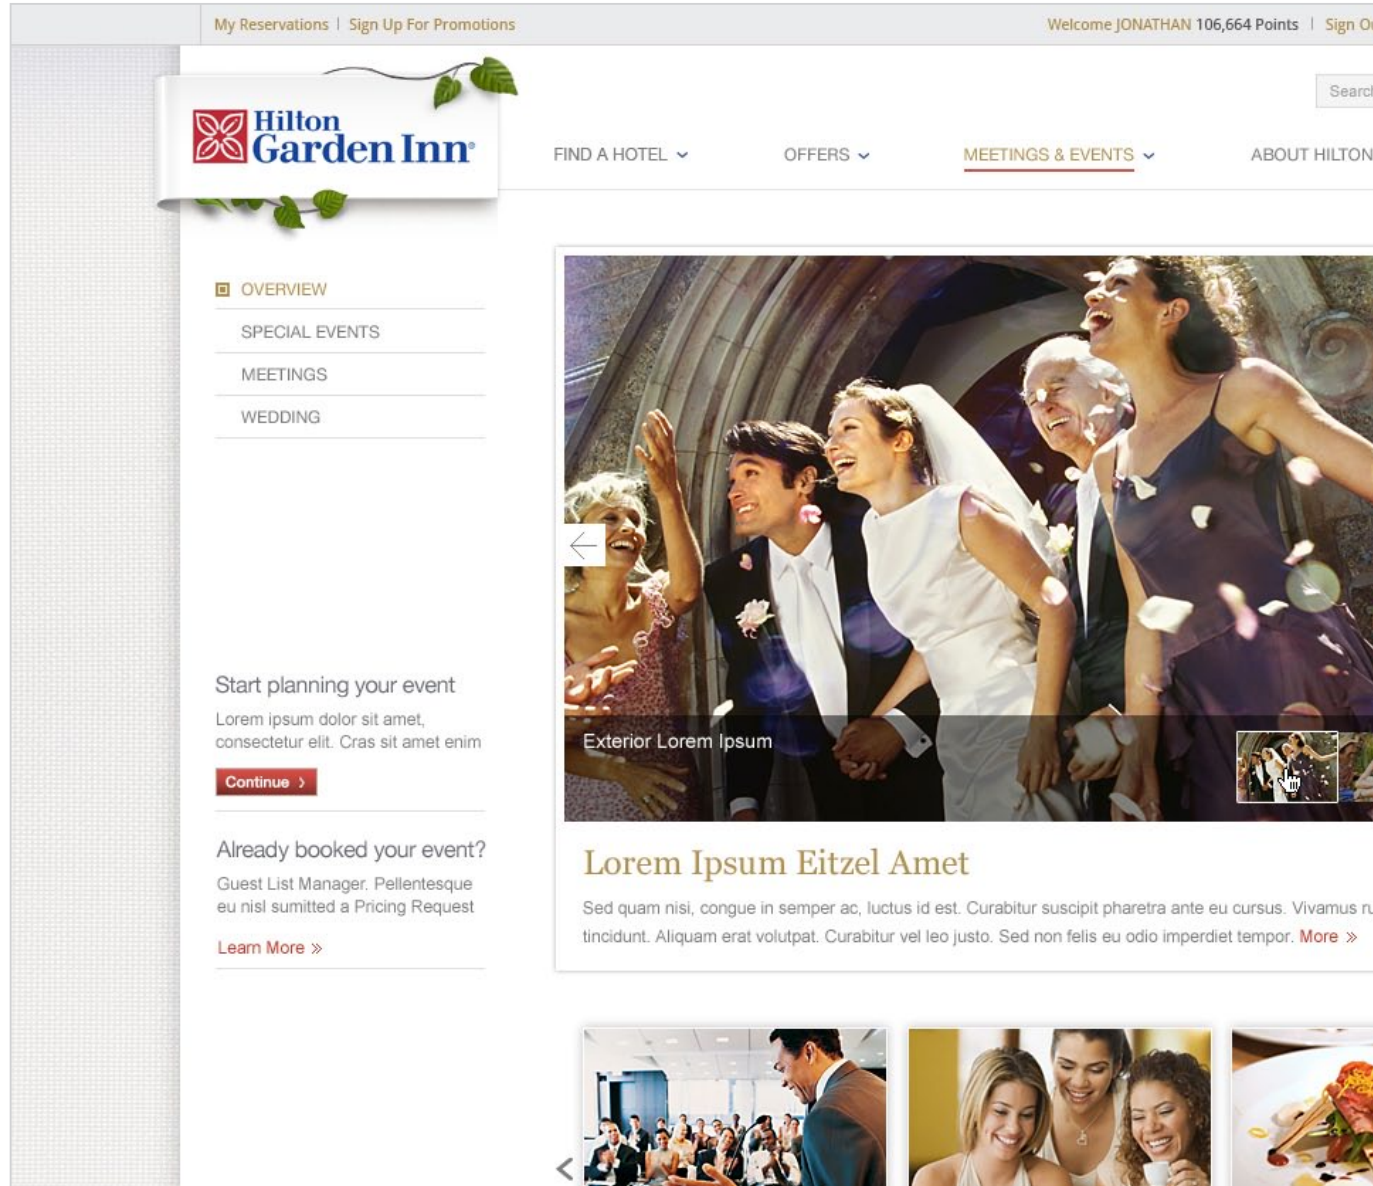 My Reservations | Sign Up For Promotions
Welcome JONATHAN 106,664 Points | Sign
Hilton
Garden Inn®
FIND A HOTEL
OFFERS
MEETINGS & EVENTS
ABOUT HILTON
OVERVIEW
SPECIAL EVENTS
MEETINGS
WEDDING
Start planning your event
Lorem ipsum dolor sit amet,
consectetur elit. Cras sit amet enim
Continue
Already booked your event?
Guest List Manager. Pellentesque
eu nisl sumitted a Pricing Request
Learn More »
Exterior Lorem Ipsum
Lorem Ipsum Eitzel Amet
Sed quam nisi, congue in semper ac, luctus id est. Curabitur suscipit pharetra ante eu cursus. Vivamus
tincidunt. Aliquam erat volutpat. Curabitur vel leo justo. Sed non felis eu odio imperdiet tempor. More »